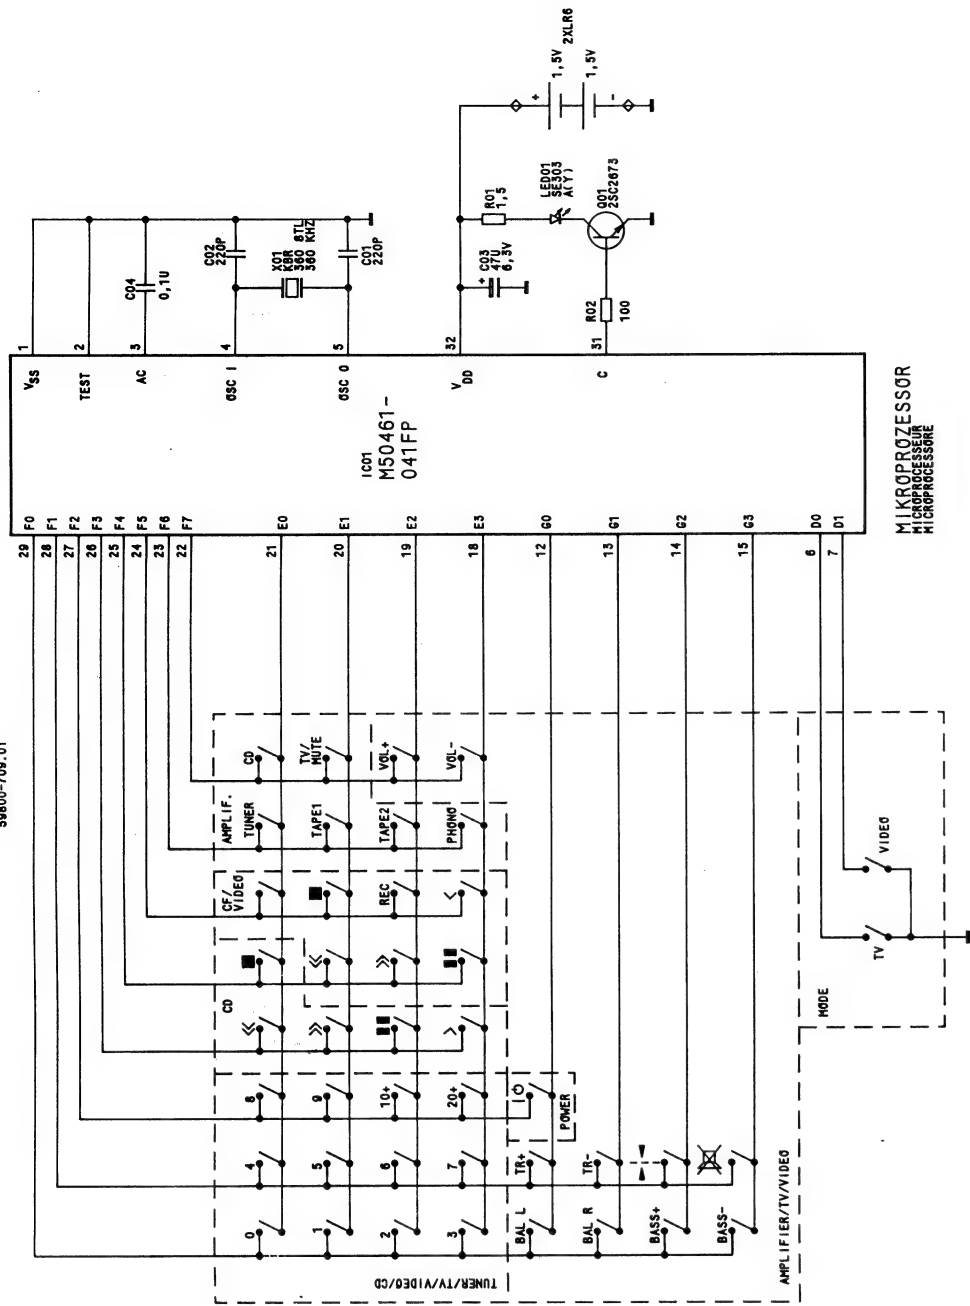 59800-709.01
VSS
1
TEST
2
AC
3
OSC I
4
OSC O
5
VDD
32
C
31
C04
0,1U
C02
220P
X01
KBR
360 8TL
360 KHZ
C01
220P
+
C03
47U
6,3V
R01
1,5
LED01
SE303
A(Y)
Q01
2SC2673
R02
100
+
1,5V
1,5V
-
2XLR6
IC01
M50461-
041FP
MIKROPROZESSOR
MICROPROCESSEUR
MICROPROCESSORE
29 F0
28 F1
27 F2
26 F3
25 F4
24 F5
23 F6
22 F7
21 E0
20 E1
19 E2
18 E3
12 G0
13 G1
14 G2
15 G3
6 D0
7 D1
CD
TV/
MUTE
VOL+
VOL-
AMPLIF.
TUNER
TAPE1
TAPE2
PHONO
CF/
VIDEO
REC
<
<<
>>
CD
<<
>>
>
8
9
10+
20+
POWER
4
5
6
7
TR+
TR-
0
1
2
3
BAL L
BAL R
BASS+
BASS-
TUNER/TV/VIDEO/CD
AMPLIFIER/TV/VIDEO
MODE
TV
VIDEO